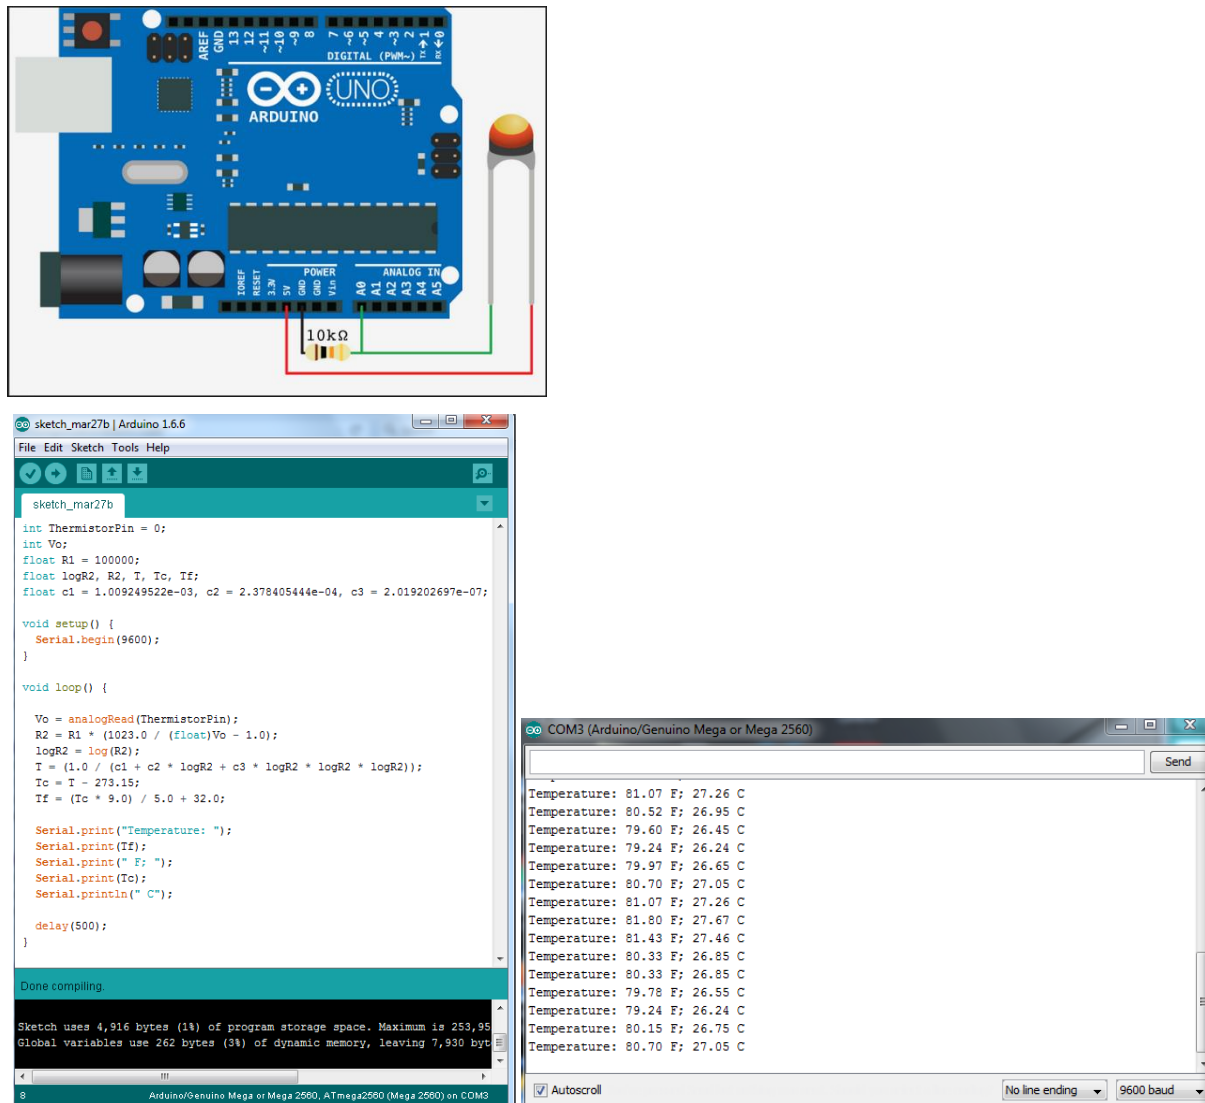 AREF
GND
13
12
~11
~10
~9
8
7
~6
~5
4
~3
2
TX→1
RX←0
DIGITAL (PWM~)
UNO
ARDUINO
POWER
ANALOG IN
IOREF
RESET
3.3V
5V
GND
GND
Vin
A0
A1
A2
A3
A4
A5
10kΩ
sketch_mar27b | Arduino 1.6.6
File Edit Sketch Tools Help
sketch_mar27b
int ThermistorPin = 0;
int Vo;
float R1 = 100000;
float logR2, R2, T, Tc, Tf;
float c1 = 1.009249522e-03, c2 = 2.378405444e-04, c3 = 2.019202697e-07;
void setup() {
Serial.begin(9600);
}
void loop() {
Vo = analogRead(ThermistorPin);
R2 = R1 * (1023.0 / (float)Vo - 1.0);
logR2 = log(R2);
T = (1.0 / (c1 + c2 * logR2 + c3 * logR2 * logR2 * logR2));
Tc = T - 273.15;
Tf = (Tc * 9.0) / 5.0 + 32.0;
Serial.print("Temperature: ");
Serial.print(Tf);
Serial.print(" F; ");
Serial.print(Tc);
Serial.println(" C");
delay(500);
}
Done compiling.
Sketch uses 4,916 bytes (1%) of program storage space. Maximum is 253,95
Global variables use 262 bytes (3%) of dynamic memory, leaving 7,930 byt
8
Arduino/Genuino Mega or Mega 2560, ATmega2560 (Mega 2560) on COM3
COM3 (Arduino/Genuino Mega or Mega 2560)
Send
Temperature: 81.07 F; 27.26 C
Temperature: 80.52 F; 26.95 C
Temperature: 79.60 F; 26.45 C
Temperature: 79.24 F; 26.24 C
Temperature: 79.97 F; 26.65 C
Temperature: 80.70 F; 27.05 C
Temperature: 81.07 F; 27.26 C
Temperature: 81.80 F; 27.67 C
Temperature: 81.43 F; 27.46 C
Temperature: 80.33 F; 26.85 C
Temperature: 80.33 F; 26.85 C
Temperature: 79.78 F; 26.55 C
Temperature: 79.24 F; 26.24 C
Temperature: 80.15 F; 26.75 C
Temperature: 80.70 F; 27.05 C
Autoscroll
No line ending
9600 baud